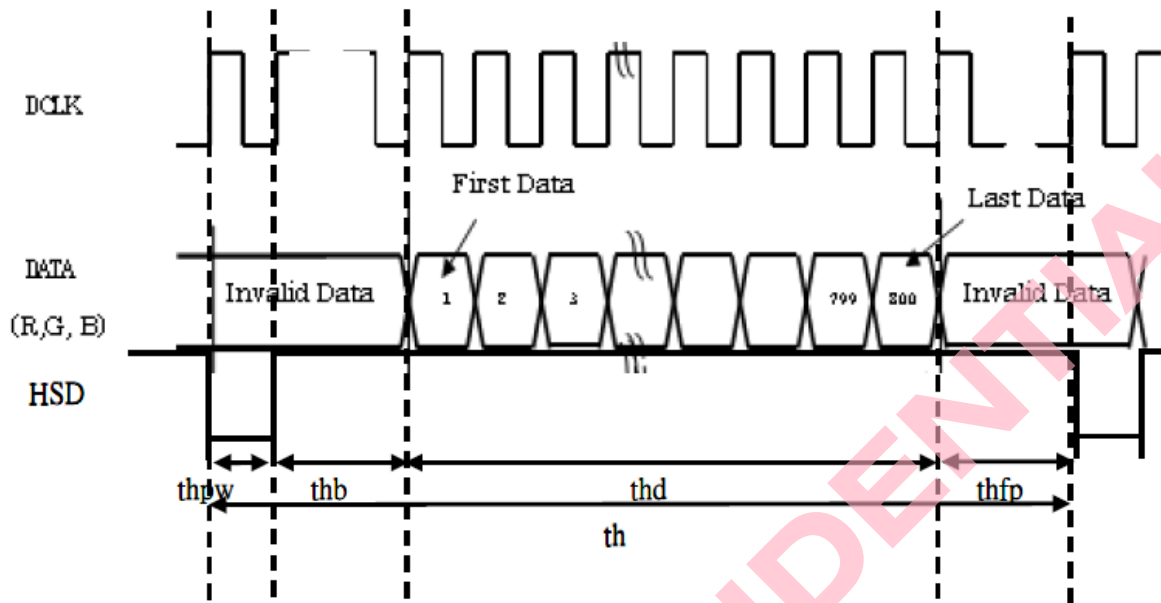 DCLK
First Data
Last Data
DATA
(R,G, B)
Invalid Data
1
2
3
799
800
Invalid Data
HSD
thpw
thb
thd
thfp
th
DENTIAL